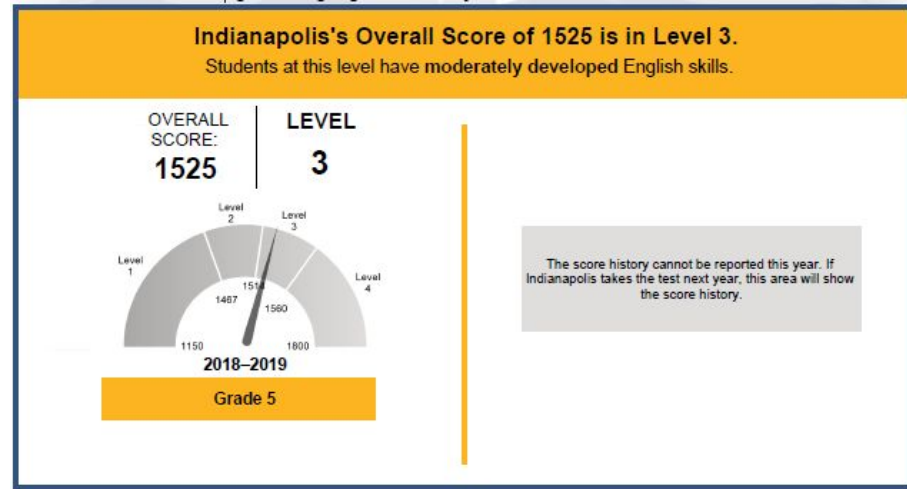 Indianapolis's Overall Score of 1525 is in Level 3.
Students at this level have moderately developed English skills.
OVERALL
SCORE:
1525
LEVEL
3
Level
1
Level
2
Level
3
Level
4
1150
1467
1514
1560
1800
2018–2019
Grade 5
The score history cannot be reported this year. If
Indianapolis takes the test next year, this area will show
the score history.